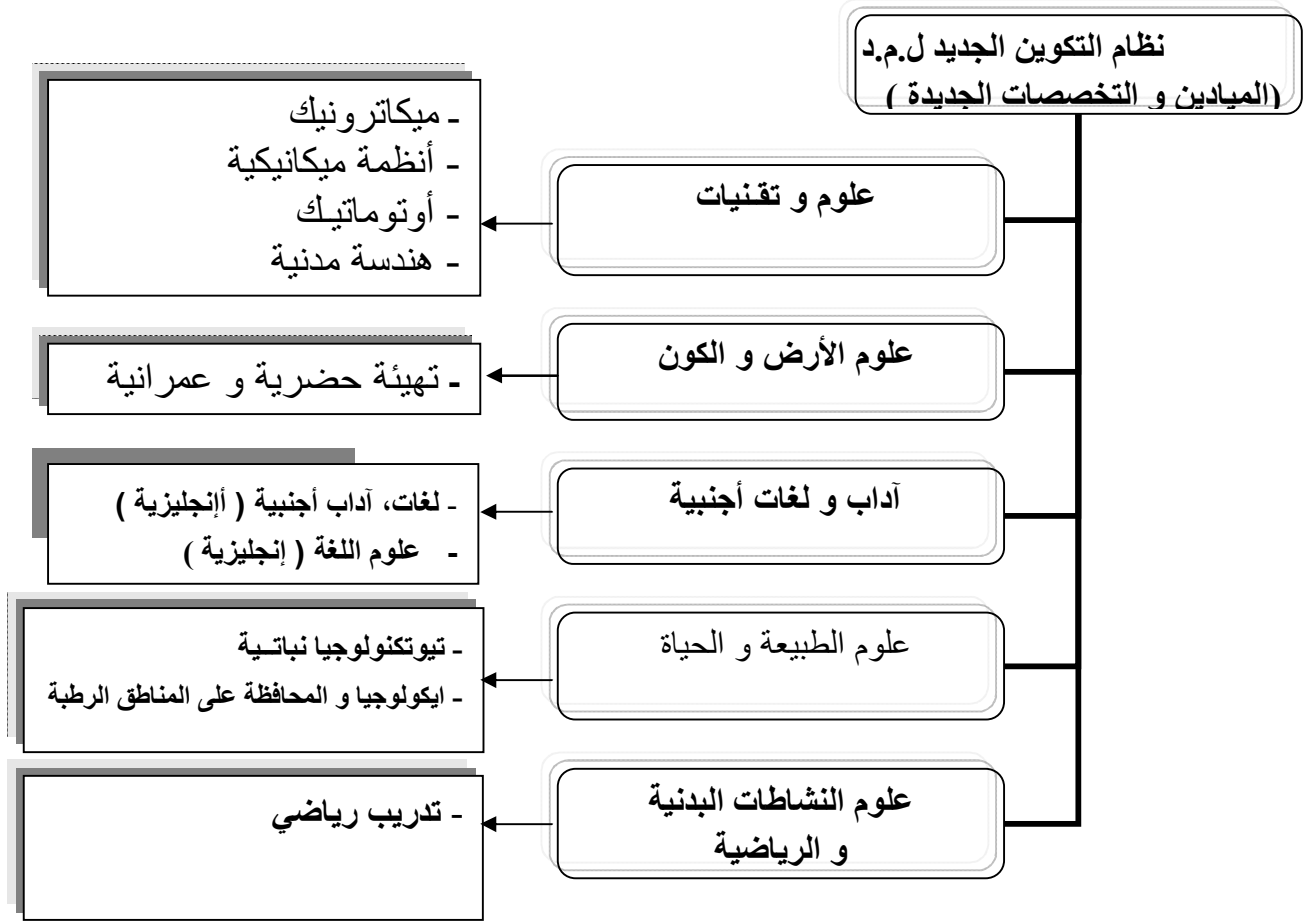 نظام التكوين الجديد ل.م.د
(الميادين و التخصصات الجديدة )
علوم و تقنيات
- ميكاترونيك
- أنظمة ميكانيكية
- أوتوماتيك
- هندسة مدنية
علوم الأرض و الكون
- تهيئة حضرية و عمرانية
آداب و لغات أجنبية
- لغات، آداب أجنبية ( أإنجليزية )
- علوم اللغة ( إنجليزية )
علوم الطبيعة و الحياة
- تيوتكنولوجيا نباتـية
- ايكولوجيا و المحافظة على المناطق الرطبة
علوم النشاطات البدنية
و الرياضية
- تدريب رياضي